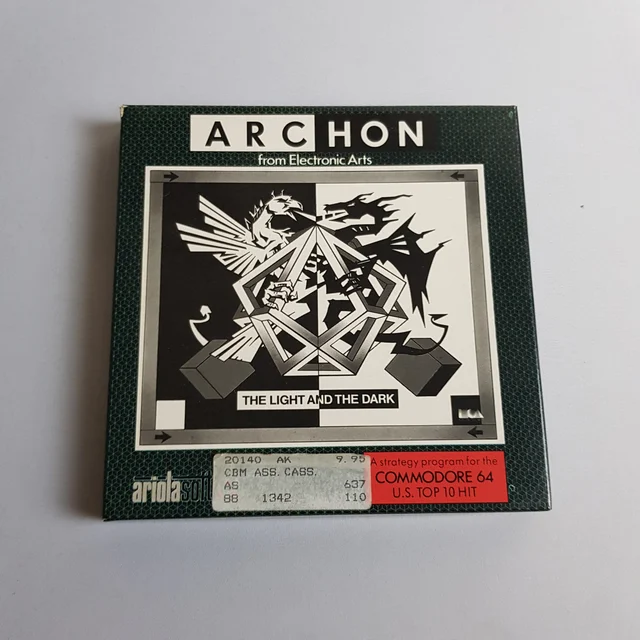 ARCHON
from Electronic Arts
THE LIGHT AND THE DARK
20140 AK 9.95
CBM ASS. CASS.
AS 637
BB 1342 110
ariolasoft
A strategy program for the
COMMODORE 64
U.S. TOP 10 HIT